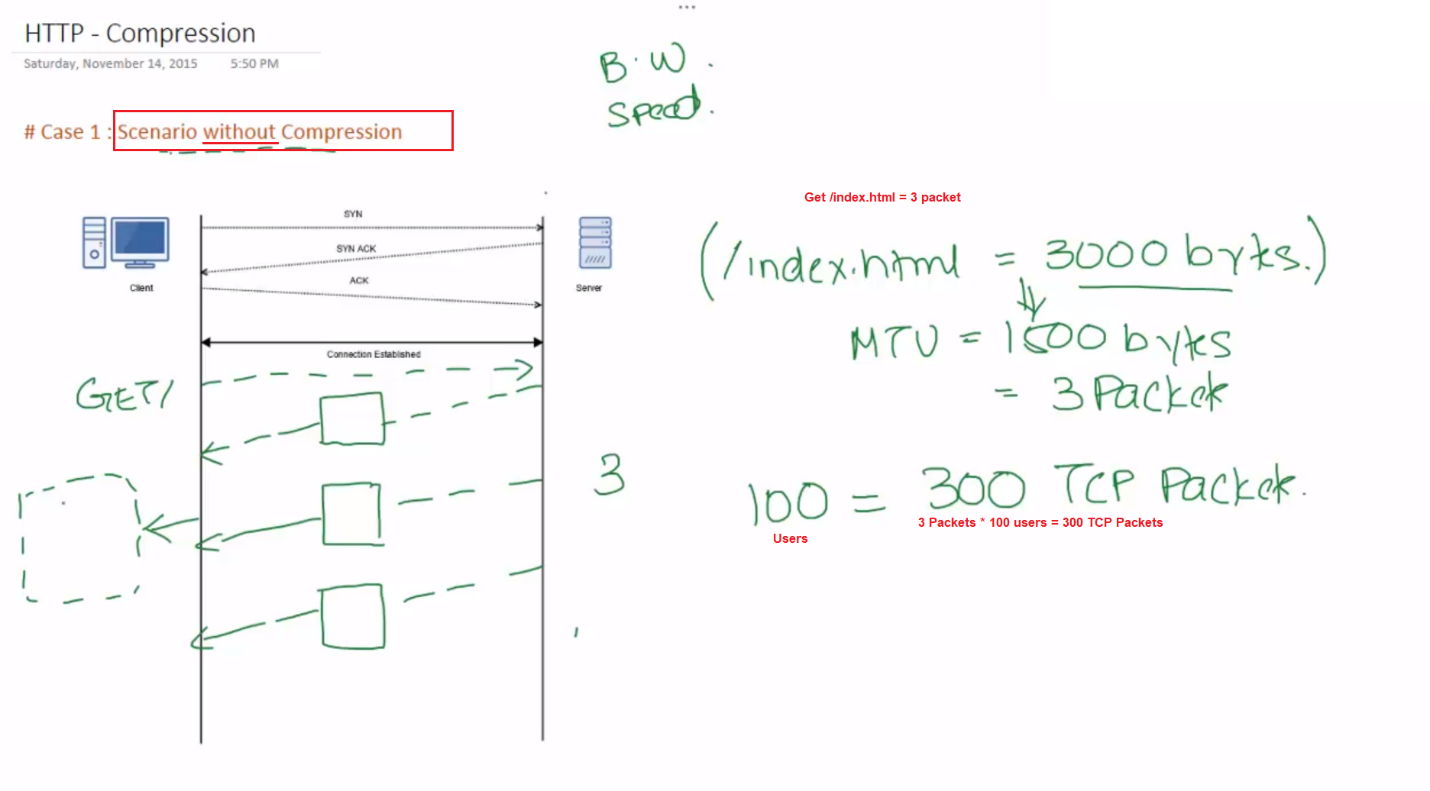 HTTP - Compression
Saturday, November 14, 2015 5:50 PM
B.W.
Speed.
# Case 1 : Scenario without Compression
Get /index.html = 3 packet
SYN
SYN ACK
ACK
Client
Server
Connection Established
(/index.html = 3000 bytes.)
MTU = 1500 bytes
= 3 Packet
GET /
3
100 = 300 TCP Packet.
3 Packets * 100 users = 300 TCP Packets
Users